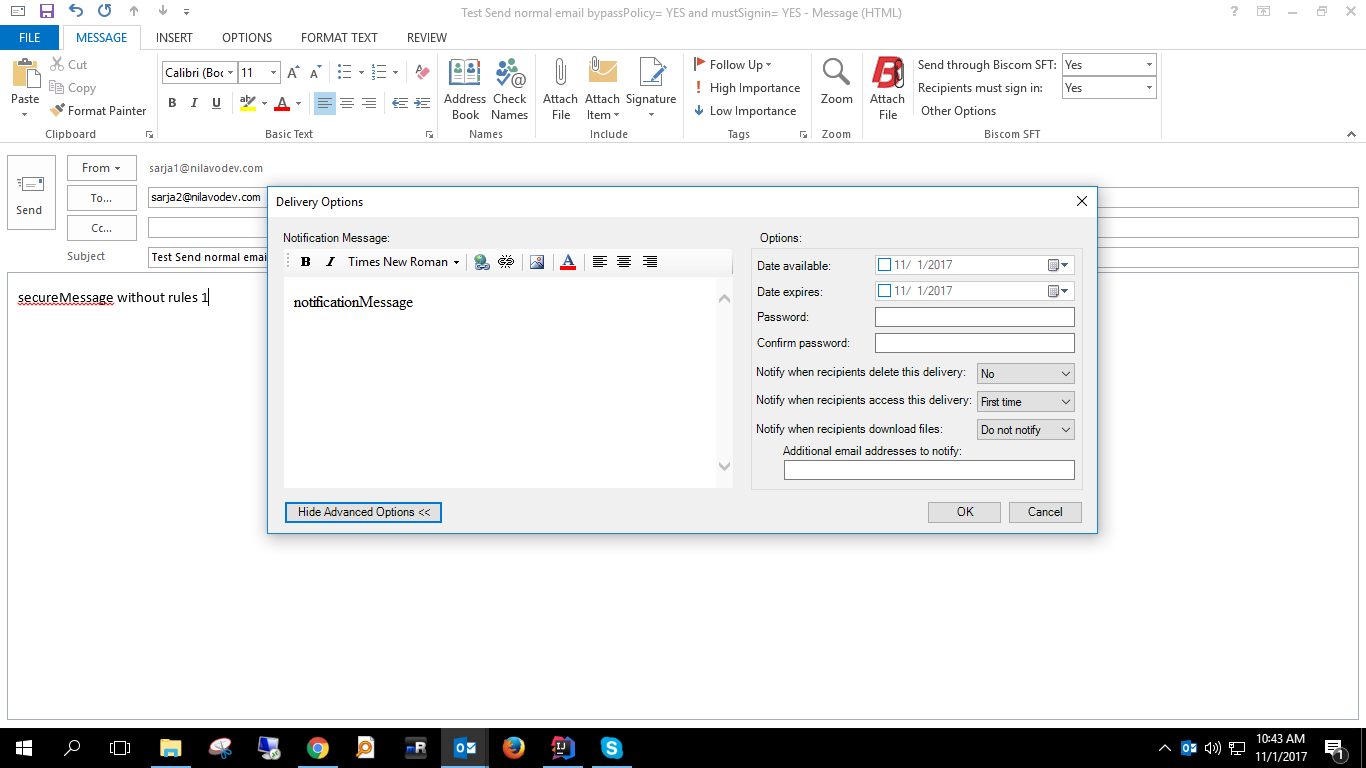 Test Send normal email bypassPolicy= YES and mustSignin= YES - Message (HTML)
FILE MESSAGE INSERT OPTIONS FORMAT TEXT REVIEW
Paste
Cut
Copy
Format Painter
Clipboard
Calibri (Boc 11
B I U
Basic Text
Address Book
Check Names
Names
Attach File
Attach Item
Signature
Include
Follow Up
High Importance
Low Importance
Tags
Zoom
Zoom
Attach File
Send through Biscom SFT: Yes
Recipients must sign in: Yes
Other Options
Biscom SFT
Send
From sarja1@nilavodev.com
To... sarja2@nilavodev.com
Cc...
Subject Test Send normal emai
secureMessage without rules 1
Delivery Options
Notification Message:
B I Times New Roman A
notificationMessage
Options:
Date available: 11/ 1/2017
Date expires: 11/ 1/2017
Password:
Confirm password:
Notify when recipients delete this delivery: No
Notify when recipients access this delivery: First time
Notify when recipients download files: Do not notify
Additional email addresses to notify:
Hide Advanced Options <<
OK Cancel
mR
IJ
10:43 AM
11/1/2017
1